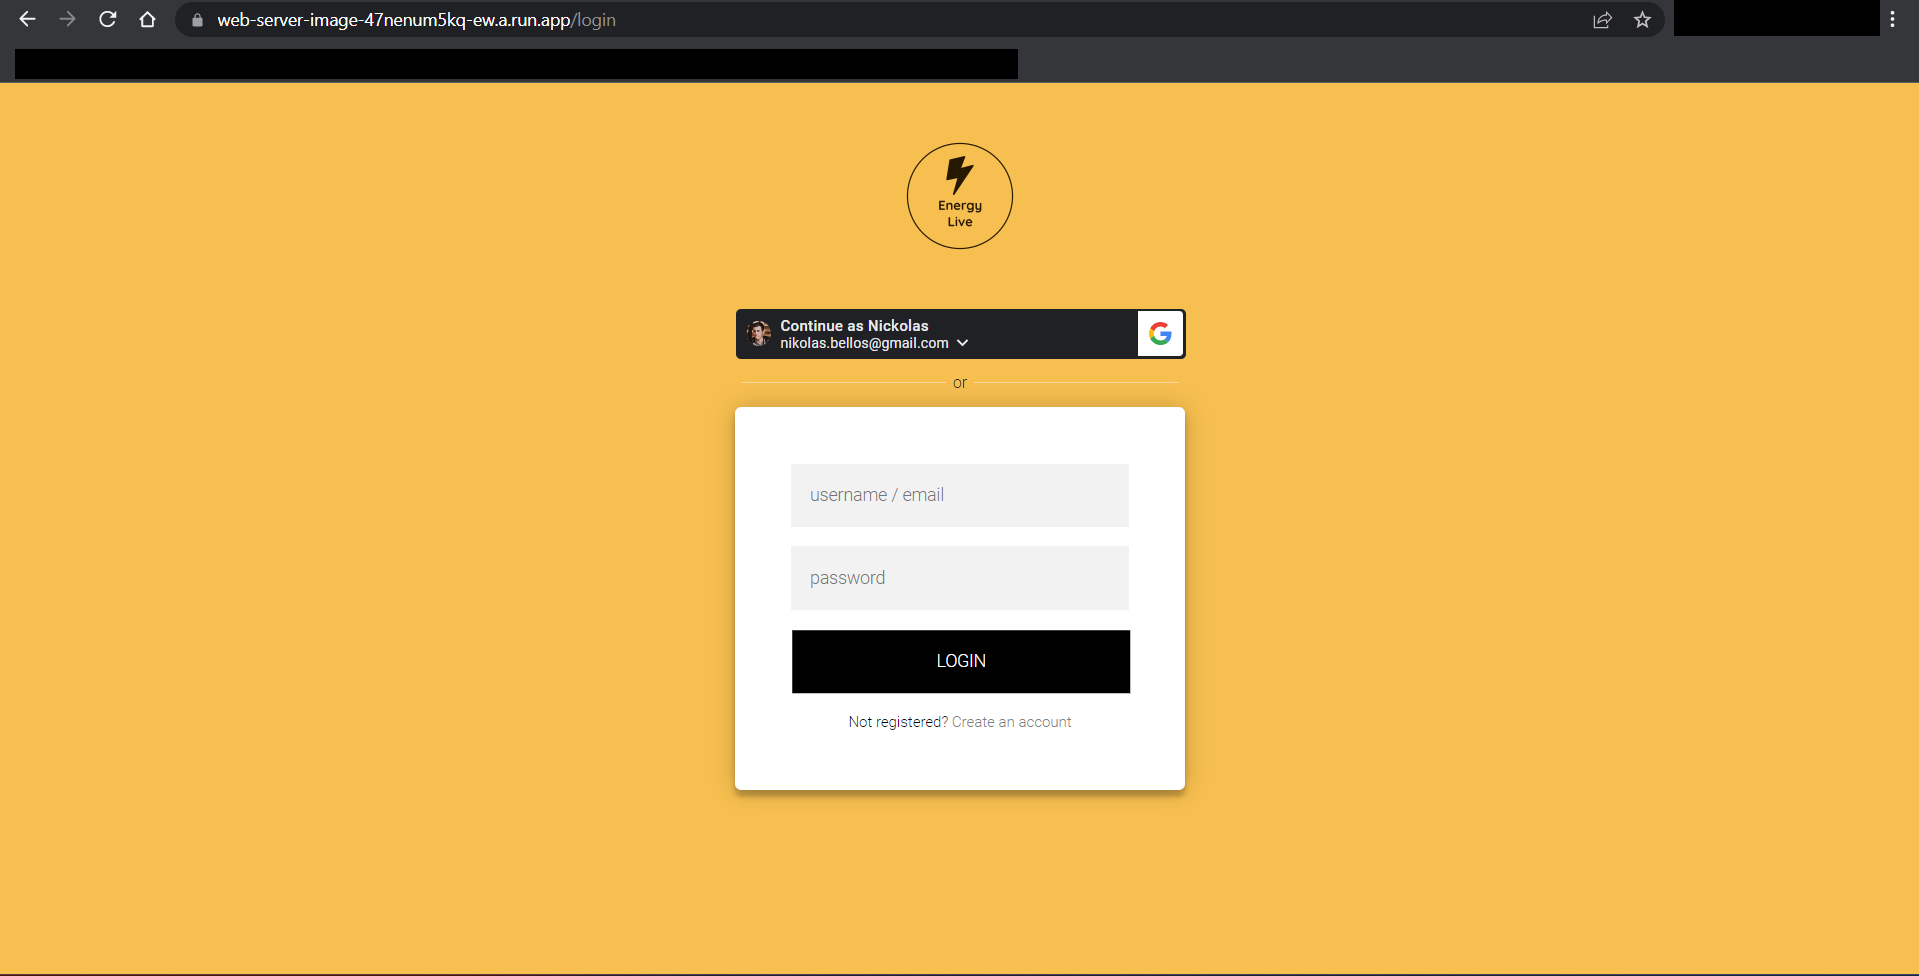 web-server-image-47nenum5kq-ew.a.run.app/login
Energy
Live
Continue as Nickolas
nikolas.bellos@gmail.com
or
username / email
password
LOGIN
Not registered? Create an account